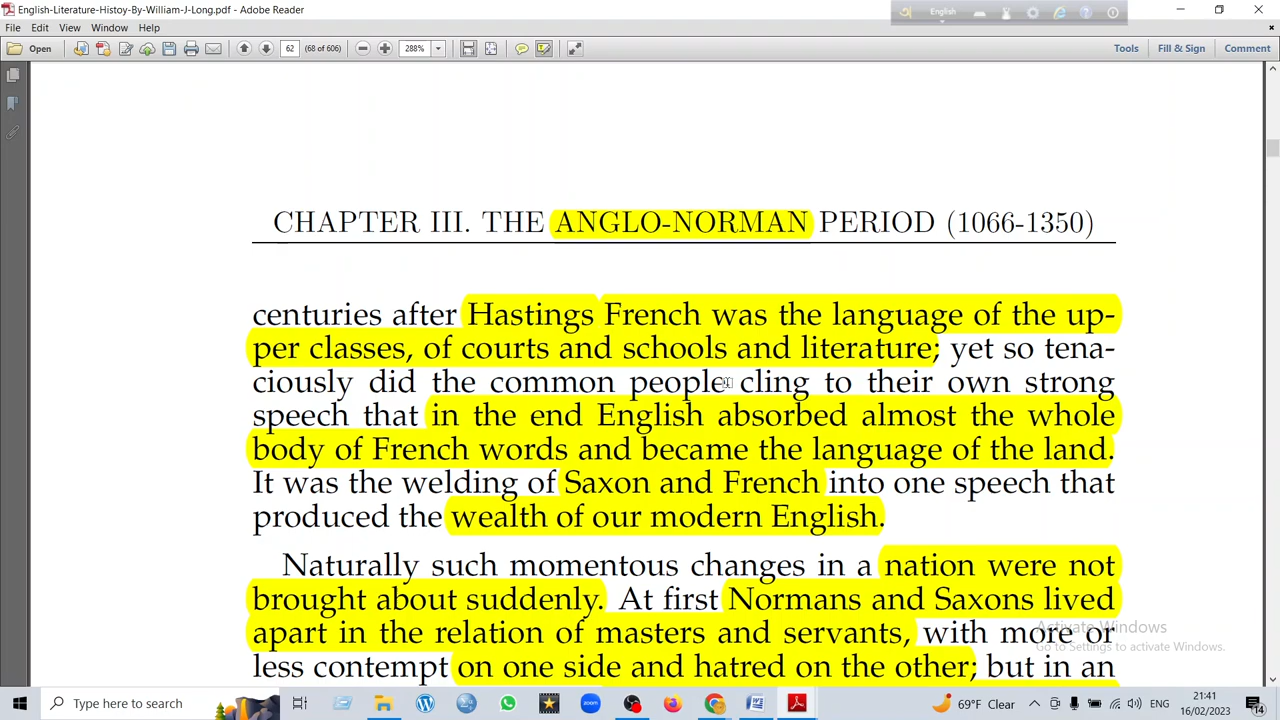 English-Literature-Histoy-By-William-J-Long.pdf - Adobe Reader
English
File Edit View Window Help
Open 62 (68 of 606) 288% Tools Fill & Sign Comment
CHAPTER III. THE ANGLO-NORMAN PERIOD (1066-1350)
centuries after Hastings French was the language of the up-
per classes, of courts and schools and literature; yet so tena-
ciously did the common people cling to their own strong
speech that in the end English absorbed almost the whole
body of French words and became the language of the land.
It was the welding of Saxon and French into one speech that
produced the wealth of our modern English.
Naturally such momentous changes in a nation were not
brought about suddenly. At first Normans and Saxons lived
apart in the relation of masters and servants, with more or
less contempt on one side and hatred on the other; but in an
Activate Windows
Go to Settings to activate Windows.
Type here to search
69°F Clear
ENG
21:41
16/02/2023
14